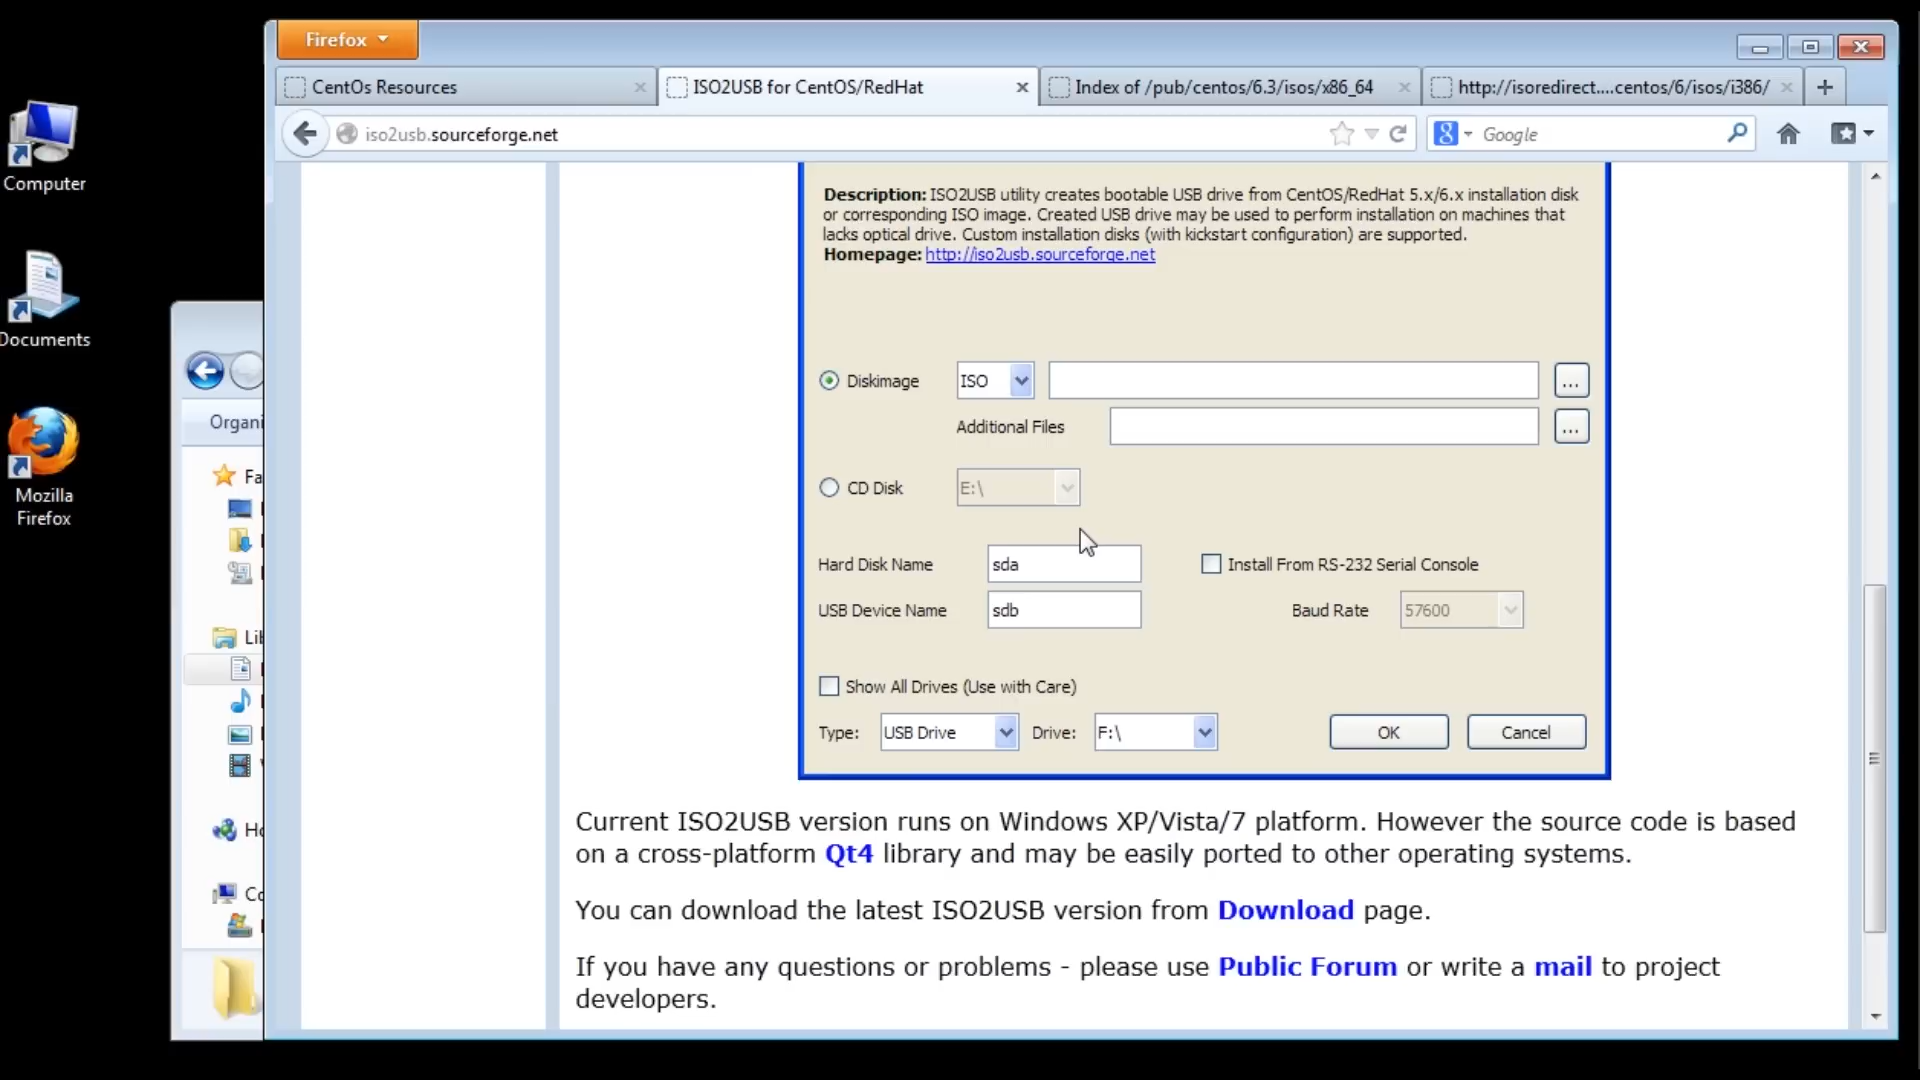 Firefox
CentOs Resources
ISO2USB for CentOS/RedHat
Index of /pub/centos/6.3/isos/x86_64
http://isoredirect....centos/6/isos/i386/
iso2usb.sourceforge.net
Google
Computer
Documents
Mozilla
Firefox
Organi
Fa
Lib
Ho
Co
Description: ISO2USB utility creates bootable USB drive from CentOS/RedHat 5.x/6.x installation disk
or corresponding ISO image. Created USB drive may be used to perform installation on machines that
lacks optical drive. Custom installation disks (with kickstart configuration) are supported.
Homepage: http://iso2usb.sourceforge.net
Diskimage ISO ...
Additional Files ...
CD Disk E:\
Hard Disk Name sda Install From RS-232 Serial Console
USB Device Name sdb Baud Rate 57600
Show All Drives (Use with Care)
Type: USB Drive Drive: F:\ OK Cancel
Current ISO2USB version runs on Windows XP/Vista/7 platform. However the source code is based
on a cross-platform Qt4 library and may be easily ported to other operating systems.
You can download the latest ISO2USB version from Download page.
If you have any questions or problems - please use Public Forum or write a mail to project
developers.